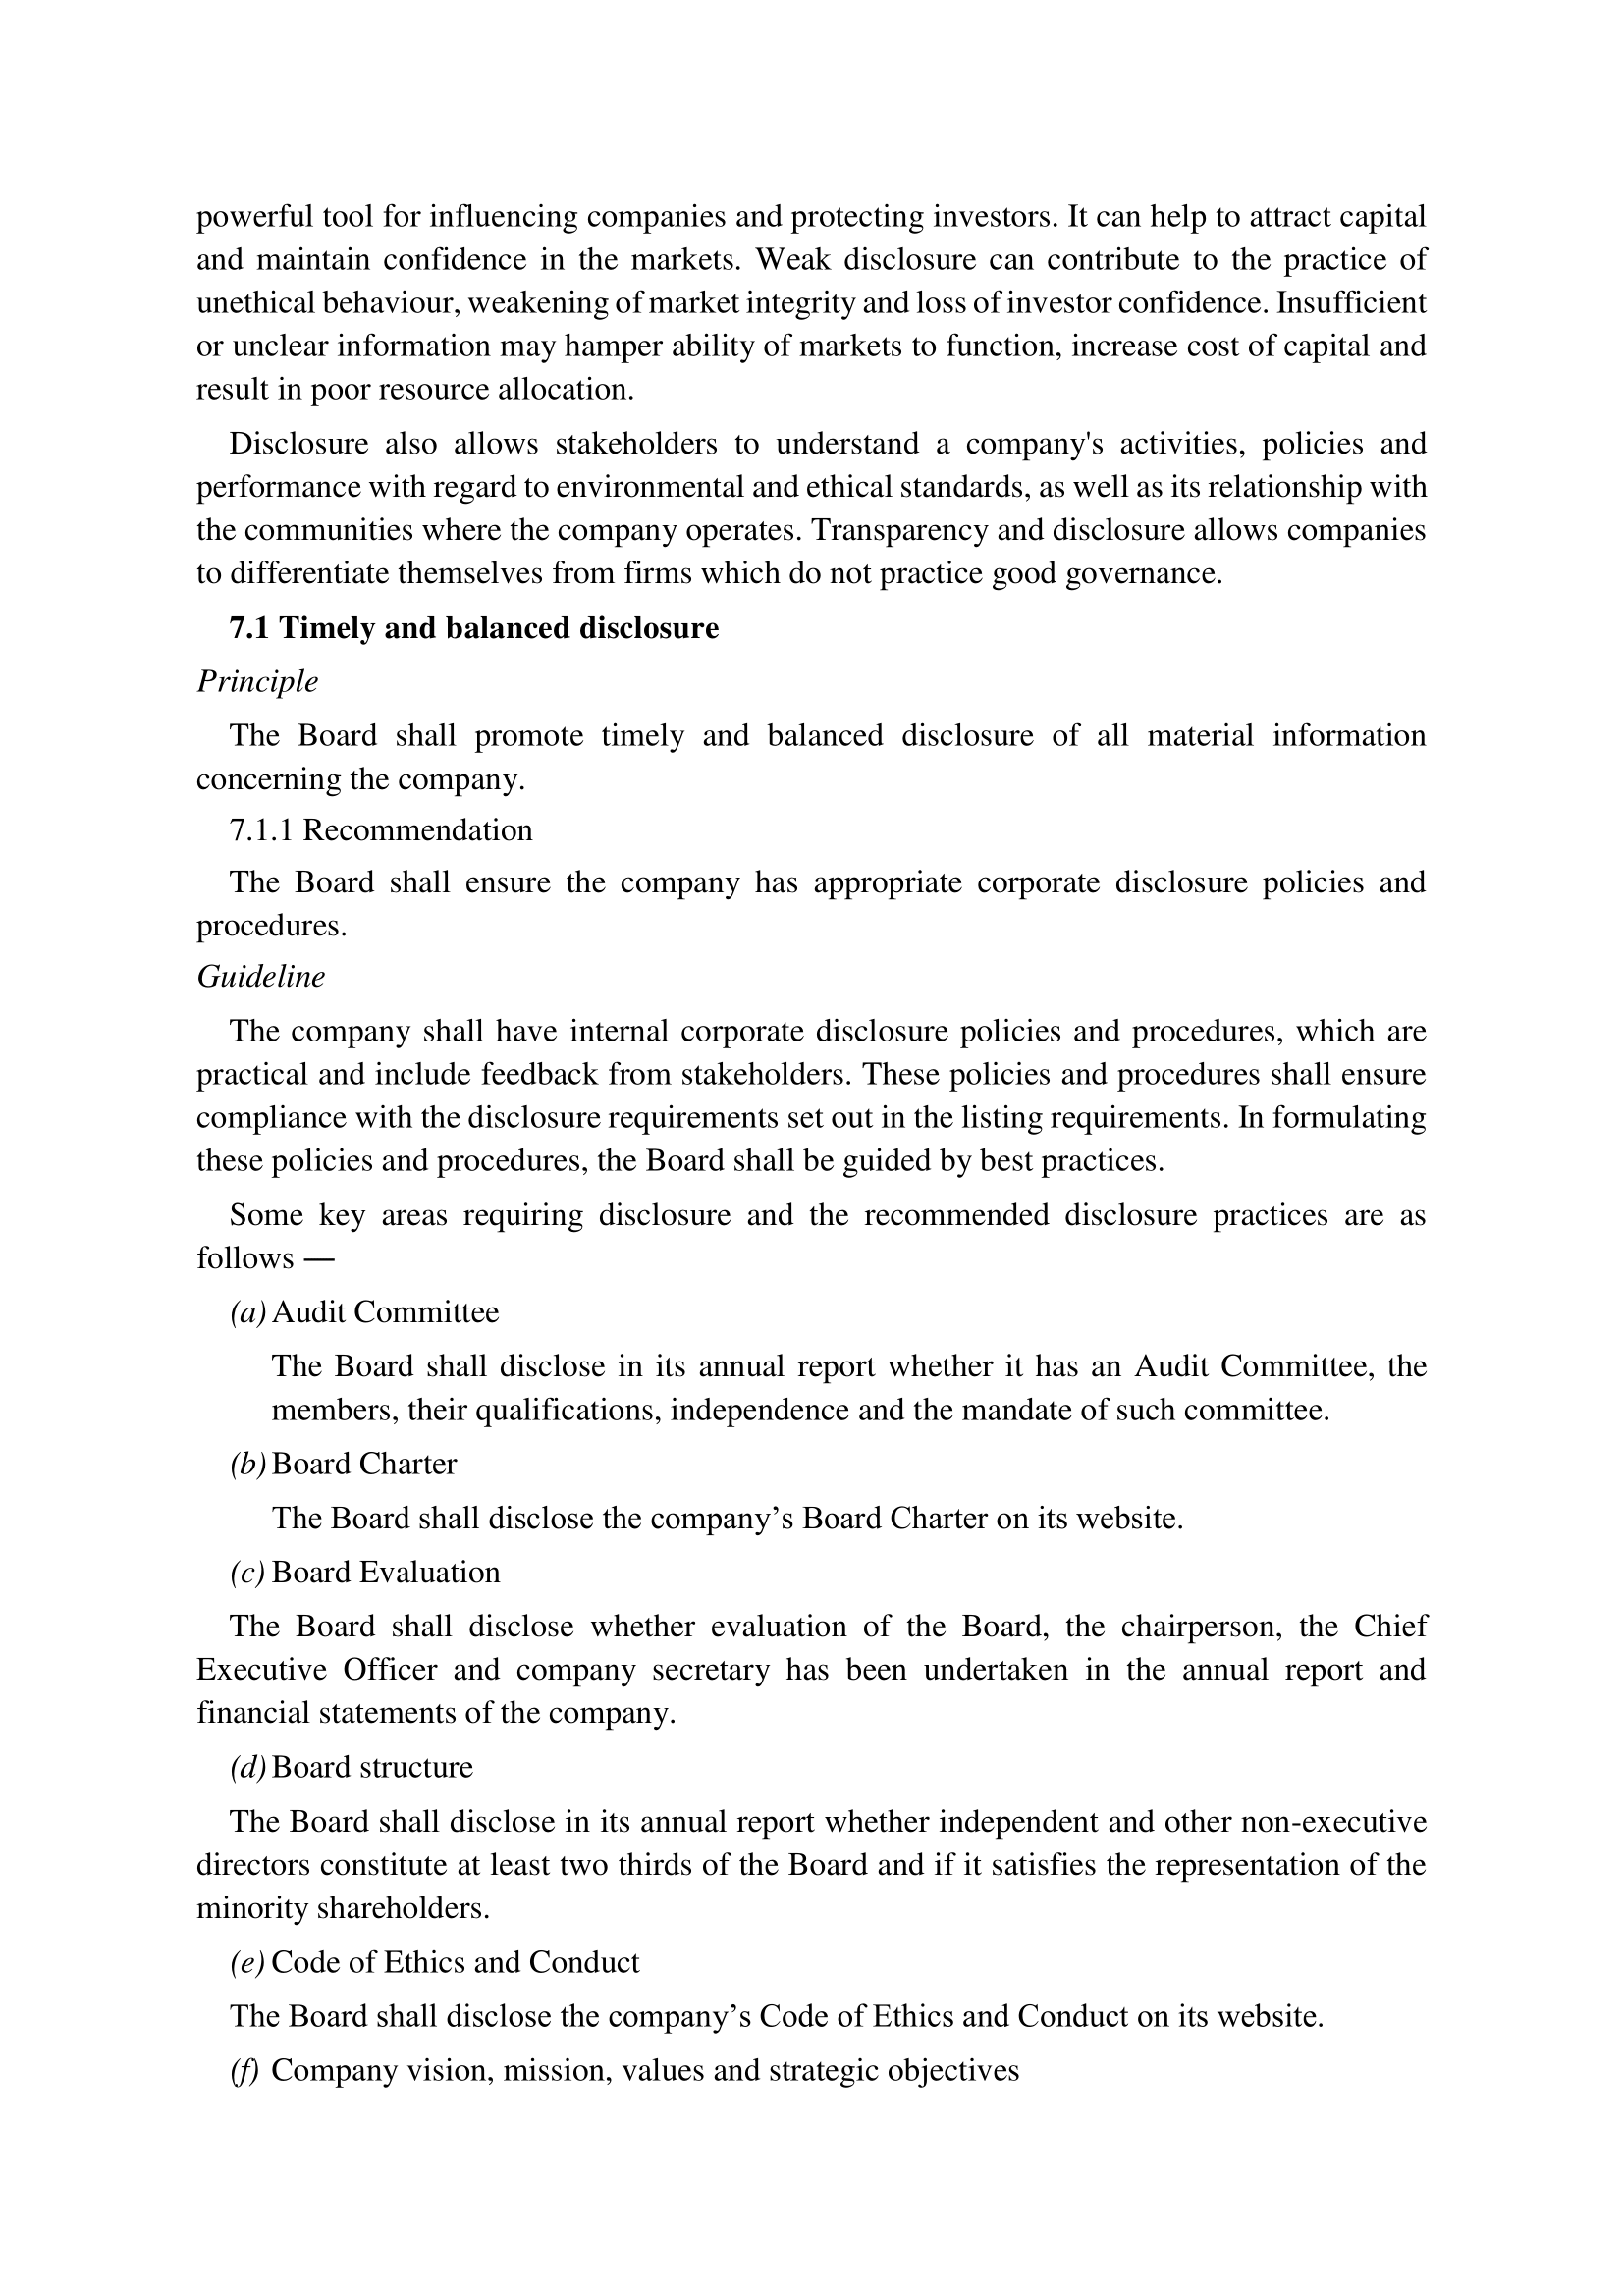 powerful tool for influencing companies and protecting investors. It can help to attract capital
and maintain confidence in the markets. Weak disclosure can contribute to the practice of
unethical behaviour, weakening of market integrity and loss of investor confidence. Insufficient
or unclear information may hamper ability of markets to function, increase cost of capital and
result in poor resource allocation.
Disclosure also allows stakeholders to understand a company's activities, policies and
performance with regard to environmental and ethical standards, as well as its relationship with
the communities where the company operates. Transparency and disclosure allows companies
to differentiate themselves from firms which do not practice good governance.
7.1 Timely and balanced disclosure
Principle
The Board shall promote timely and balanced disclosure of all material information
concerning the company.
7.1.1 Recommendation
The Board shall ensure the company has appropriate corporate disclosure policies and
procedures.
Guideline
The company shall have internal corporate disclosure policies and procedures, which are
practical and include feedback from stakeholders. These policies and procedures shall ensure
compliance with the disclosure requirements set out in the listing requirements. In formulating
these policies and procedures, the Board shall be guided by best practices.
Some key areas requiring disclosure and the recommended disclosure practices are as
follows —
(a) Audit Committee
The Board shall disclose in its annual report whether it has an Audit Committee, the
members, their qualifications, independence and the mandate of such committee.
(b) Board Charter
The Board shall disclose the company’s Board Charter on its website.
(c) Board Evaluation
The Board shall disclose whether evaluation of the Board, the chairperson, the Chief
Executive Officer and company secretary has been undertaken in the annual report and
financial statements of the company.
(d) Board structure
The Board shall disclose in its annual report whether independent and other non-executive
directors constitute at least two thirds of the Board and if it satisfies the representation of the
minority shareholders.
(e) Code of Ethics and Conduct
The Board shall disclose the company’s Code of Ethics and Conduct on its website.
(f) Company vision, mission, values and strategic objectives